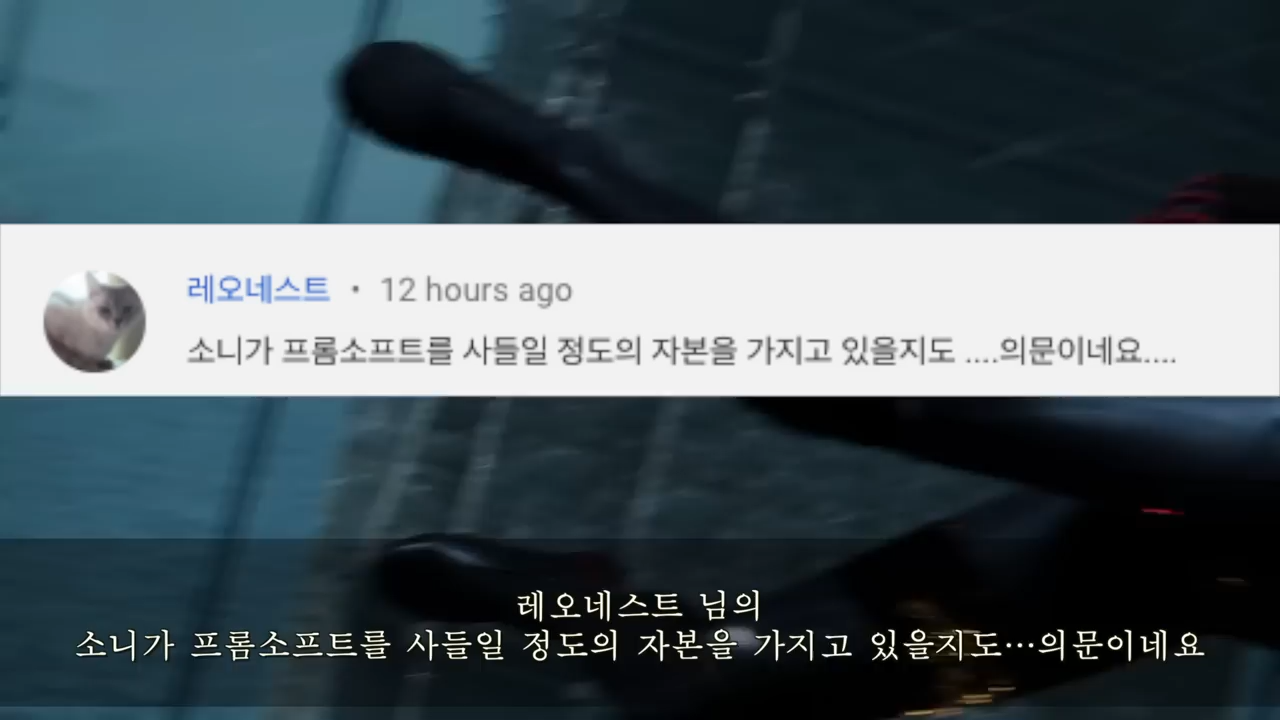 레오네스트 • 12 hours ago
소니가 프롬소프트를 사들일 정도의 자본을 가지고 있을지도 ....의문이네요....
레오네스트 님의
소니가 프롬소프트를 사들일 정도의 자본을 가지고 있을지도…의문이네요